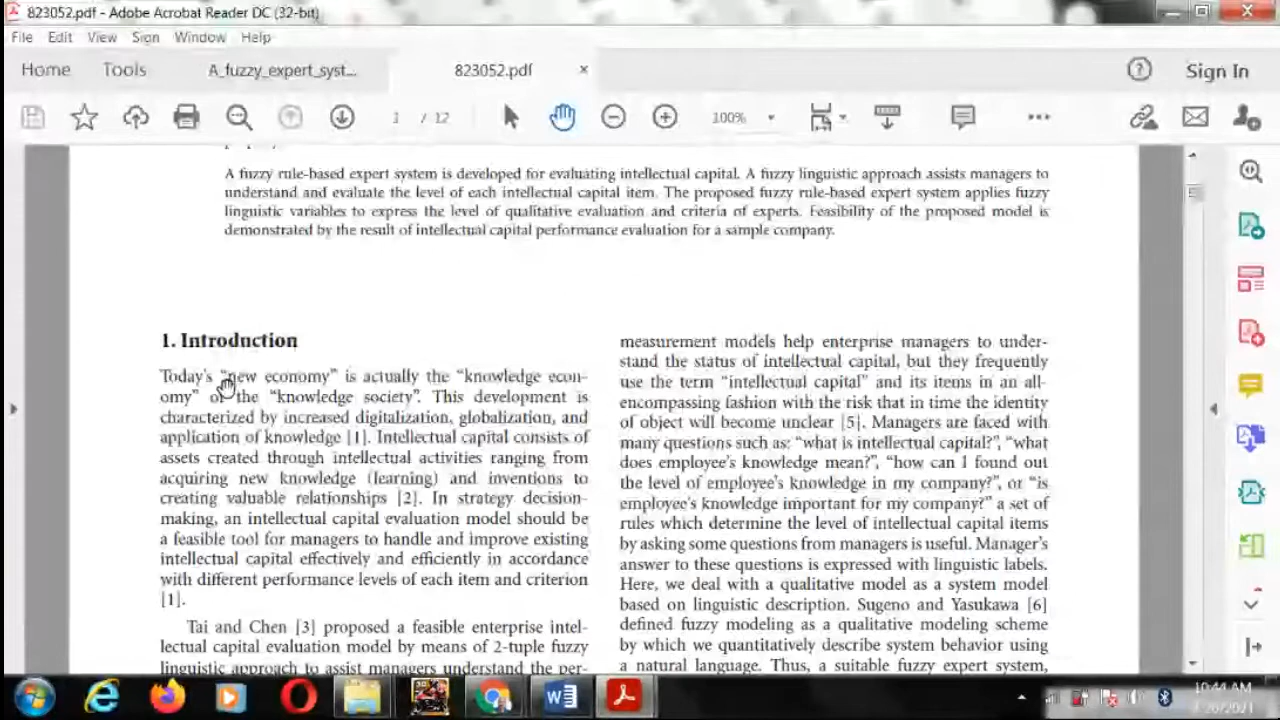 823052.pdf - Adobe Acrobat Reader DC (32-bit)
File Edit View Sign Window Help
Home Tools A_fuzzy_expert_syst... 823052.pdf × Sign In
1 / 12 100%
A fuzzy rule-based expert system is developed for evaluating intellectual capital. A fuzzy linguistic approach assists managers to
understand and evaluate the level of each intellectual capital item. The proposed fuzzy rule-based expert system applies fuzzy
linguistic variables to express the level of qualitative evaluation and criteria of experts. Feasibility of the proposed model is
demonstrated by the result of intellectual capital performance evaluation for a sample company.
1. Introduction
Today's "new economy" is actually the "knowledge econ-
omy" or the "knowledge society". This development is
characterized by increased digitalization, globalization, and
application of knowledge [1]. Intellectual capital consists of
assets created through intellectual activities ranging from
acquiring new knowledge (learning) and inventions to
creating valuable relationships [2]. In strategy decision-
making, an intellectual capital evaluation model should be
a feasible tool for managers to handle and improve existing
intellectual capital effectively and efficiently in accordance
with different performance levels of each item and criterion
[1].
Tai and Chen [3] proposed a feasible enterprise intel-
lectual capital evaluation model by means of 2-tuple fuzzy
linguistic approach to assist managers understand the per-
measurement models help enterprise managers to under-
stand the status of intellectual capital, but they frequently
use the term "intellectual capital" and its items in an all-
encompassing fashion with the risk that in time the identity
of object will become unclear [5]. Managers are faced with
many questions such as: "what is intellectual capital?", "what
does employee's knowledge mean?", "how can I found out
the level of employee's knowledge in my company?", or "is
employee's knowledge important for my company?" a set of
rules which determine the level of intellectual capital items
by asking some questions from managers is useful. Manager's
answer to these questions is expressed with linguistic labels.
Here, we deal with a qualitative model as a system model
based on linguistic description. Sugeno and Yasukawa [6]
defined fuzzy modeling as a qualitative modeling scheme
by which we quantitatively describe system behavior using
a natural language. Thus, a suitable fuzzy expert system,
10:44 AM